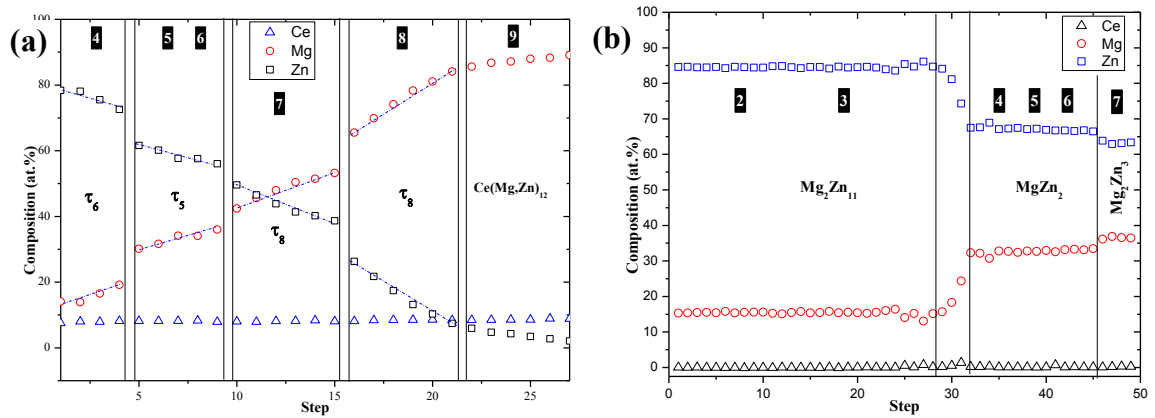 (a)
100
80
60
40
20
0
Composition (at.%)
4
5
6
7
8
9
Ce
Mg
Zn
τ6
τ5
τ8
τ8
Ce(Mg,Zn)12
5
10
15
20
25
Step
(b)
100
90
80
70
60
50
40
30
20
10
0
Composition (at.%)
Ce
Mg
Zn
2
3
4
5
6
7
Mg2Zn11
MgZn2
Mg2Zn3
0
10
20
30
40
50
Step